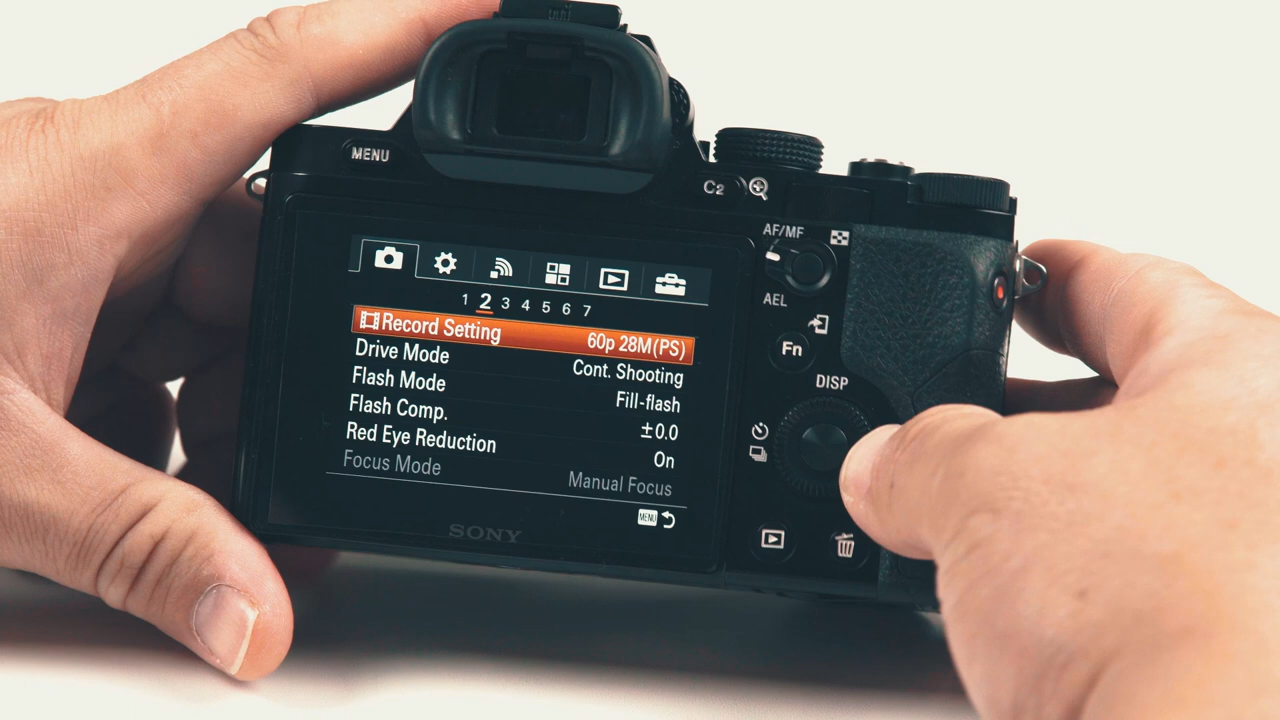 MENU
C2
AF/MF
AEL
Fn
DISP
1 2 3 4 5 6 7
Record Setting 60p 28M(PS)
Drive Mode Cont. Shooting
Flash Mode Fill-flash
Flash Comp. ±0.0
Red Eye Reduction On
Focus Mode Manual Focus
MENU
SONY